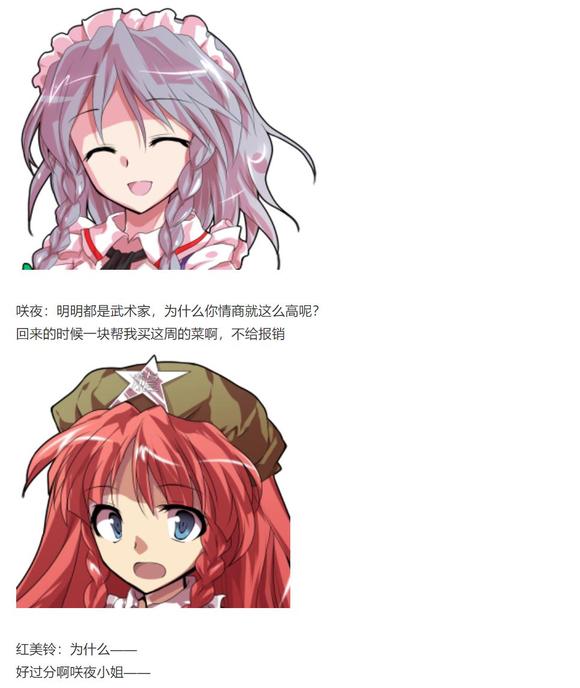 咲夜：明明都是武术家，为什么你情商就这么高呢？
回来的时候一块帮我买这周的菜啊，不给报销
红美铃：为什么——
好过分啊咲夜小姐——